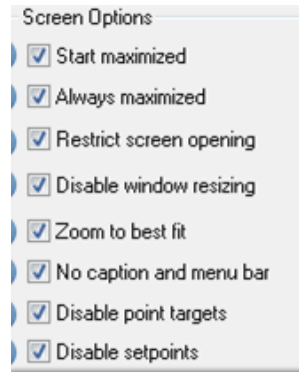 Screen Options
Start maximized
Always maximized
Restrict screen opening
Disable window resizing
Zoom to best fit
No caption and menu bar
Disable point targets
Disable setpoints